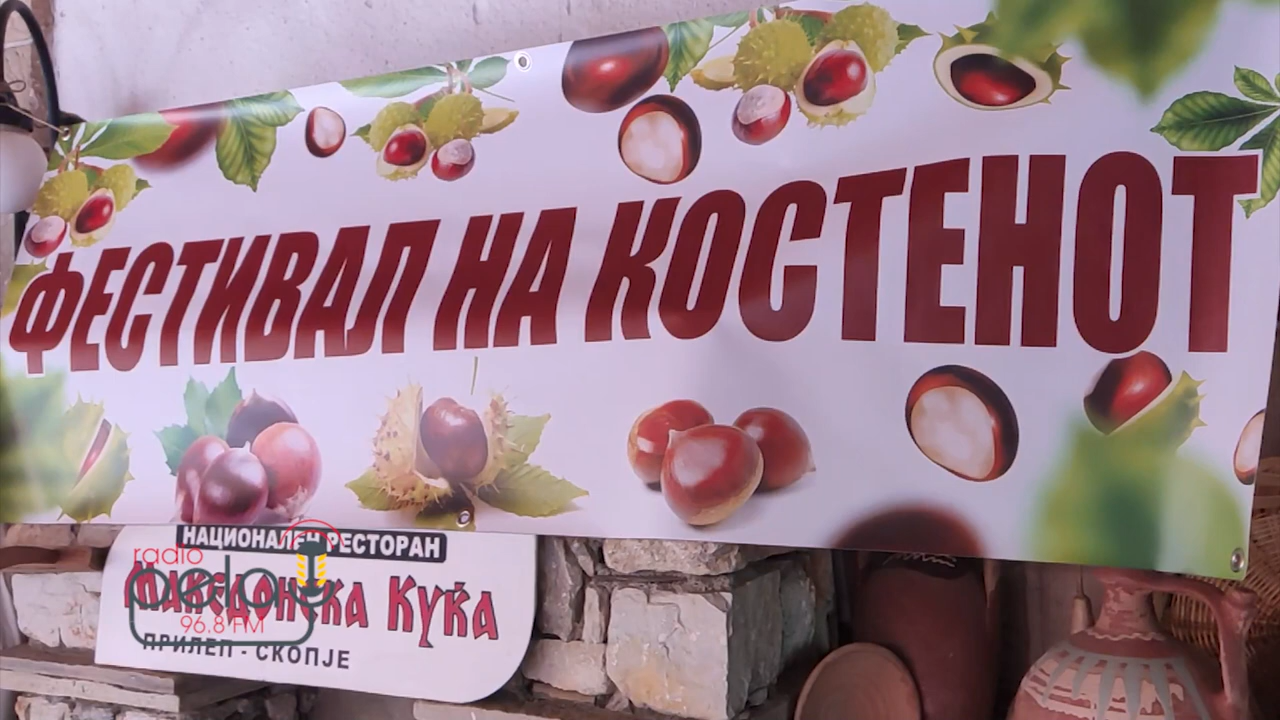 ФЕСТИВАЛ НА КОСТЕНОТ
НАЦИОНАЛЕН РЕСТОРАН
radio
Македонска Куќа
96.8 FM
ПРИЛЕП - СКОПЈЕ